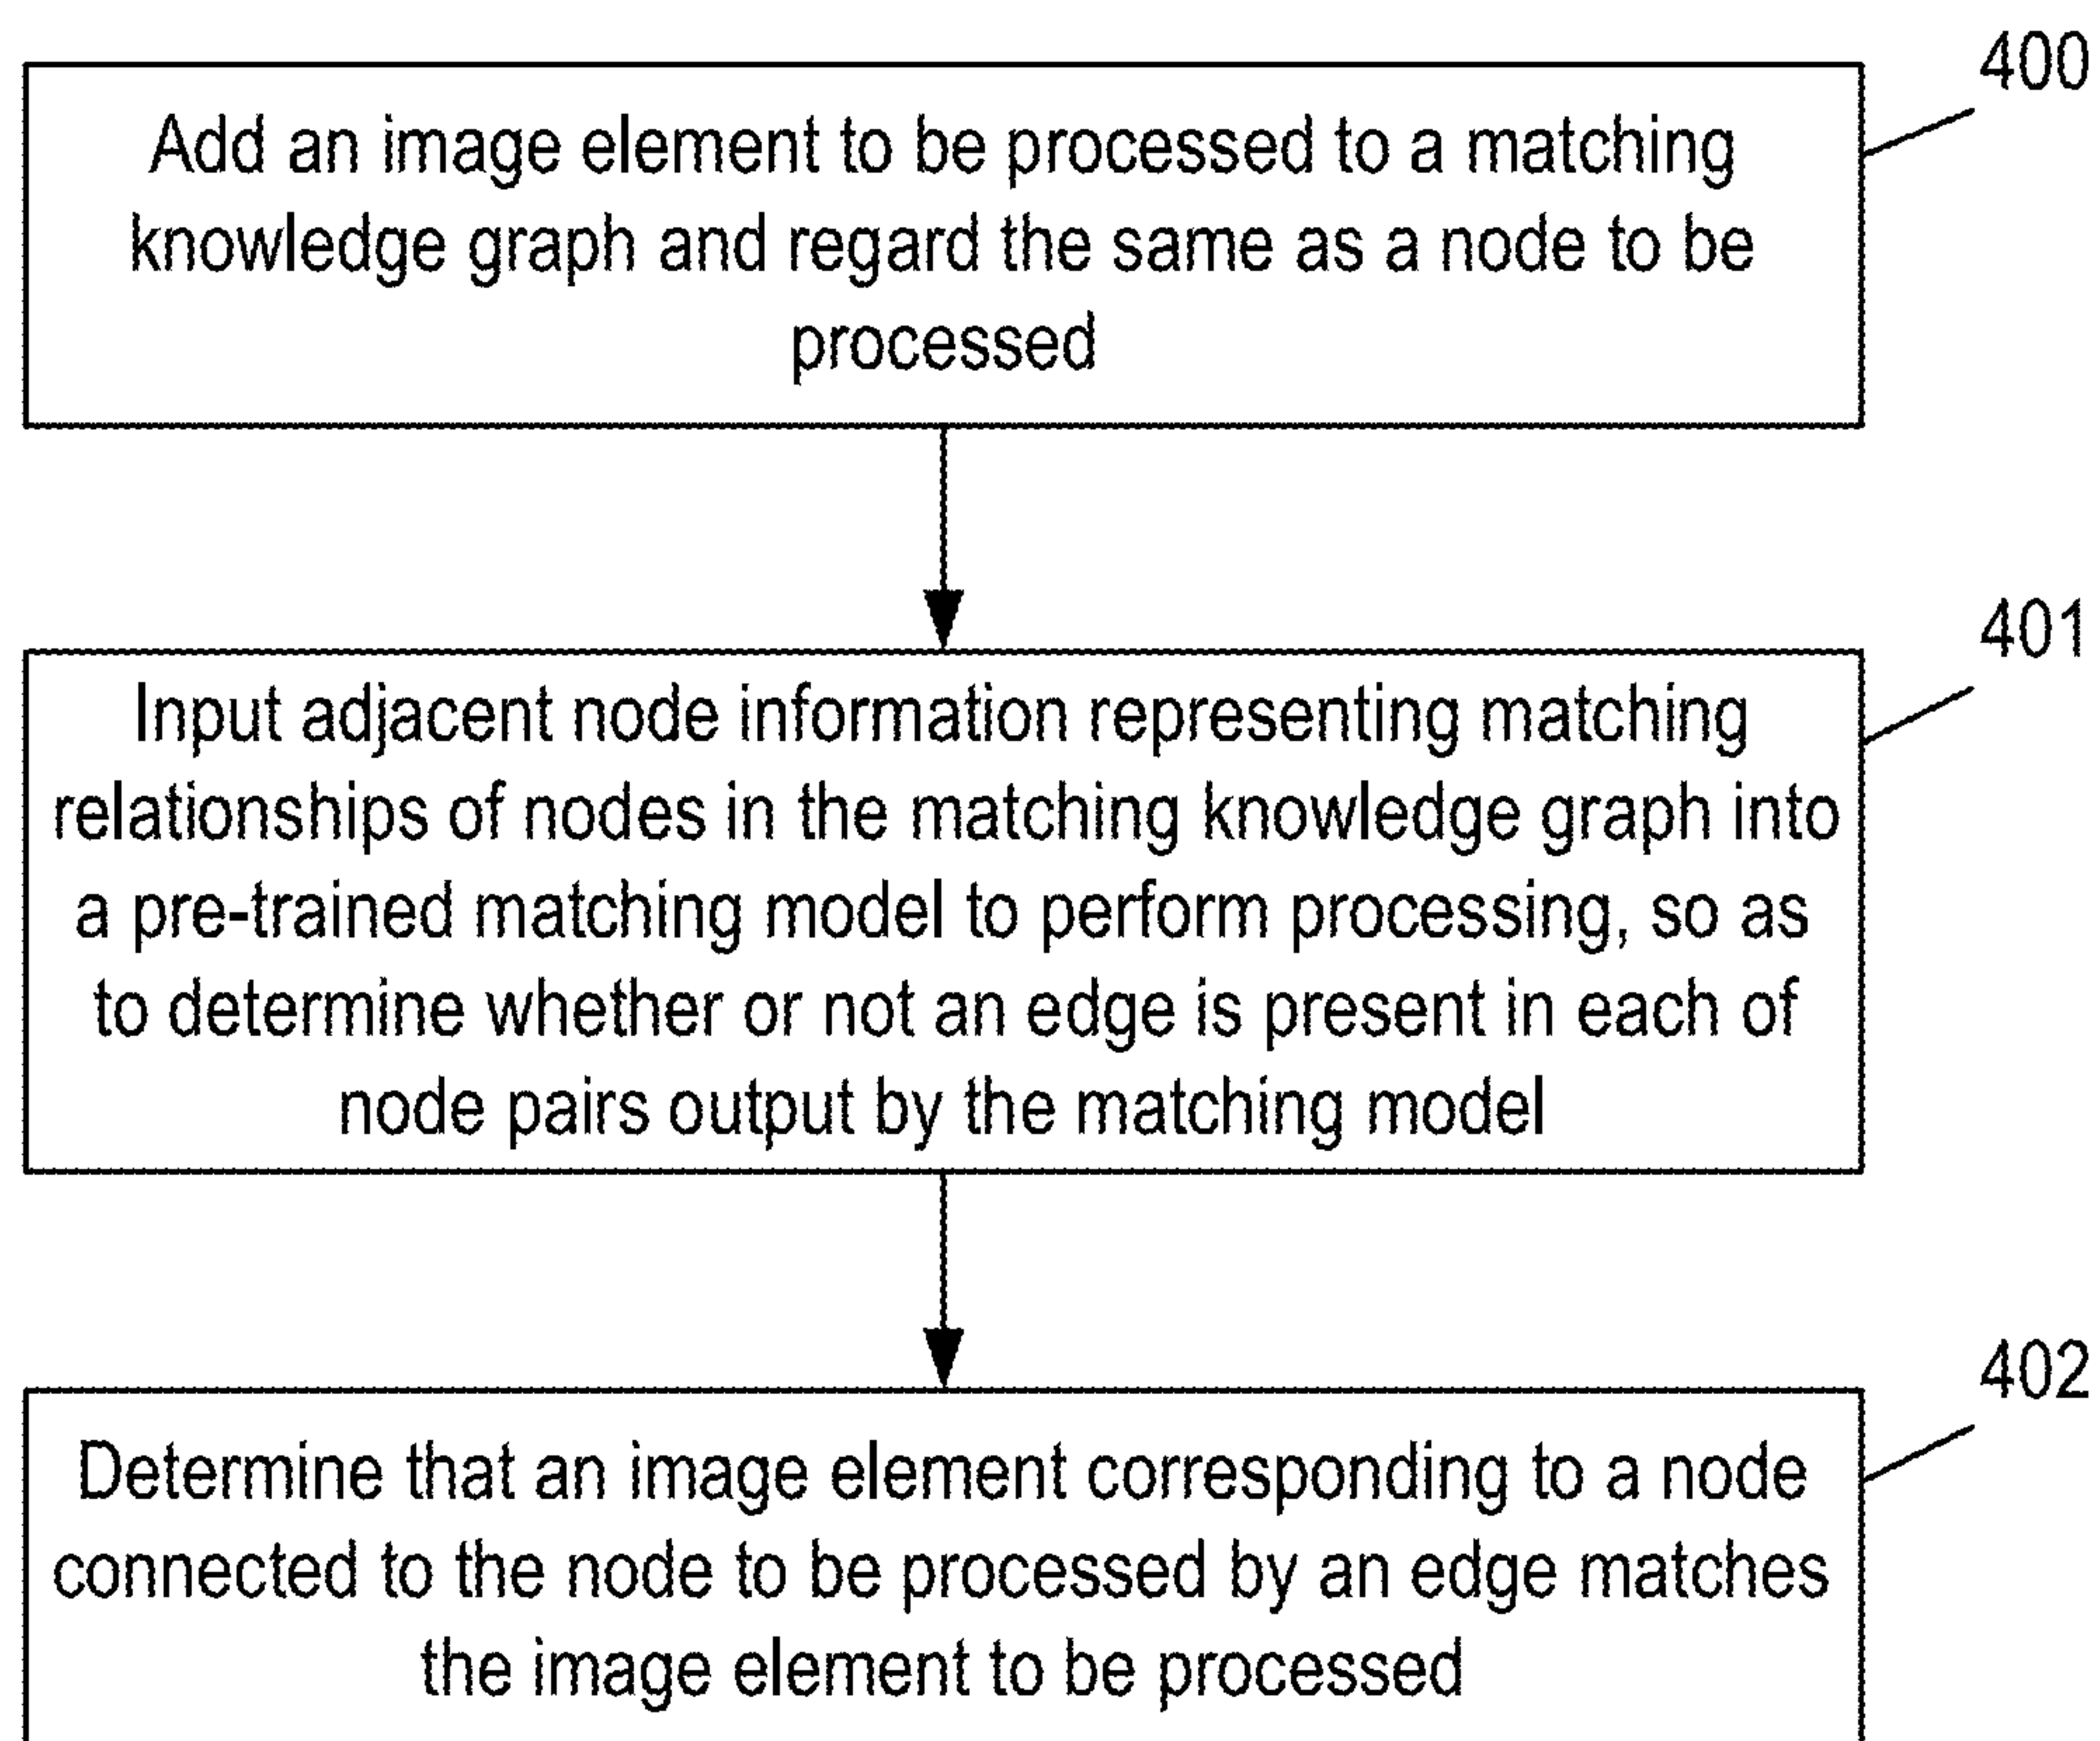 400
Add an image element to be processed to a matching
knowledge graph and regard the same as a node to be
processed
401
Input adjacent node information representing matching
relationships of nodes in the matching knowledge graph into
a pre-trained matching model to perform processing, so as
to determine whether or not an edge is present in each of
node pairs output by the matching model
402
Determine that an image element corresponding to a node
connected to the node to be processed by an edge matches
the image element to be processed